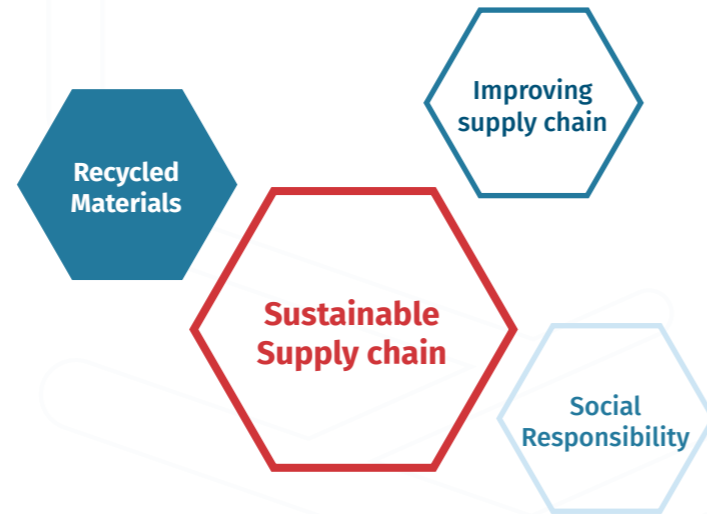 Improving
supply chain
Recycled
Materials
Sustainable
Supply chain
Social
Responsibility